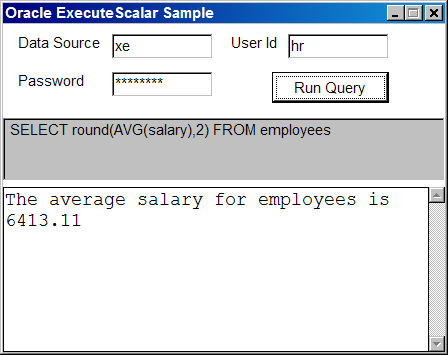 Oracle ExecuteScalar Sample
Data Source xe User Id hr
Password ******** Run Query
SELECT round(AVG(salary),2) FROM employees
The average salary for employees is
6413.11